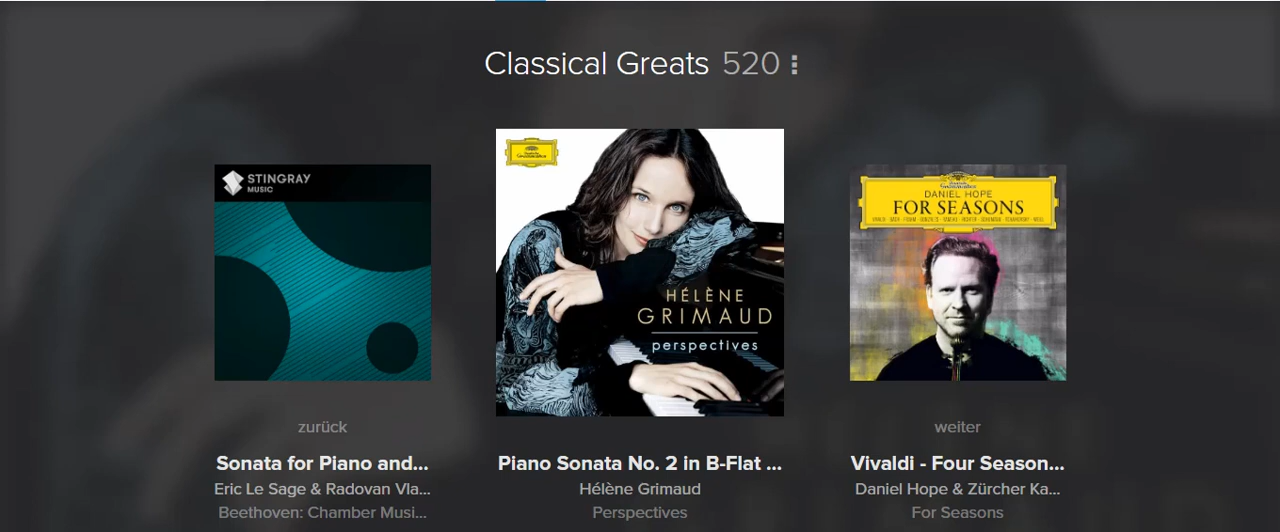 Classical Greats 520
STINGRAY
MUSIC
HÉLÈNE
GRIMAUD
perspectives
DANIEL HOPE
FOR SEASONS
zurück
Sonata for Piano and...
Eric Le Sage & Radovan Vla...
Beethoven: Chamber Musi...
Piano Sonata No. 2 in B-Flat ...
Hélène Grimaud
Perspectives
weiter
Vivaldi - Four Season...
Daniel Hope & Zürcher Ka...
For Seasons